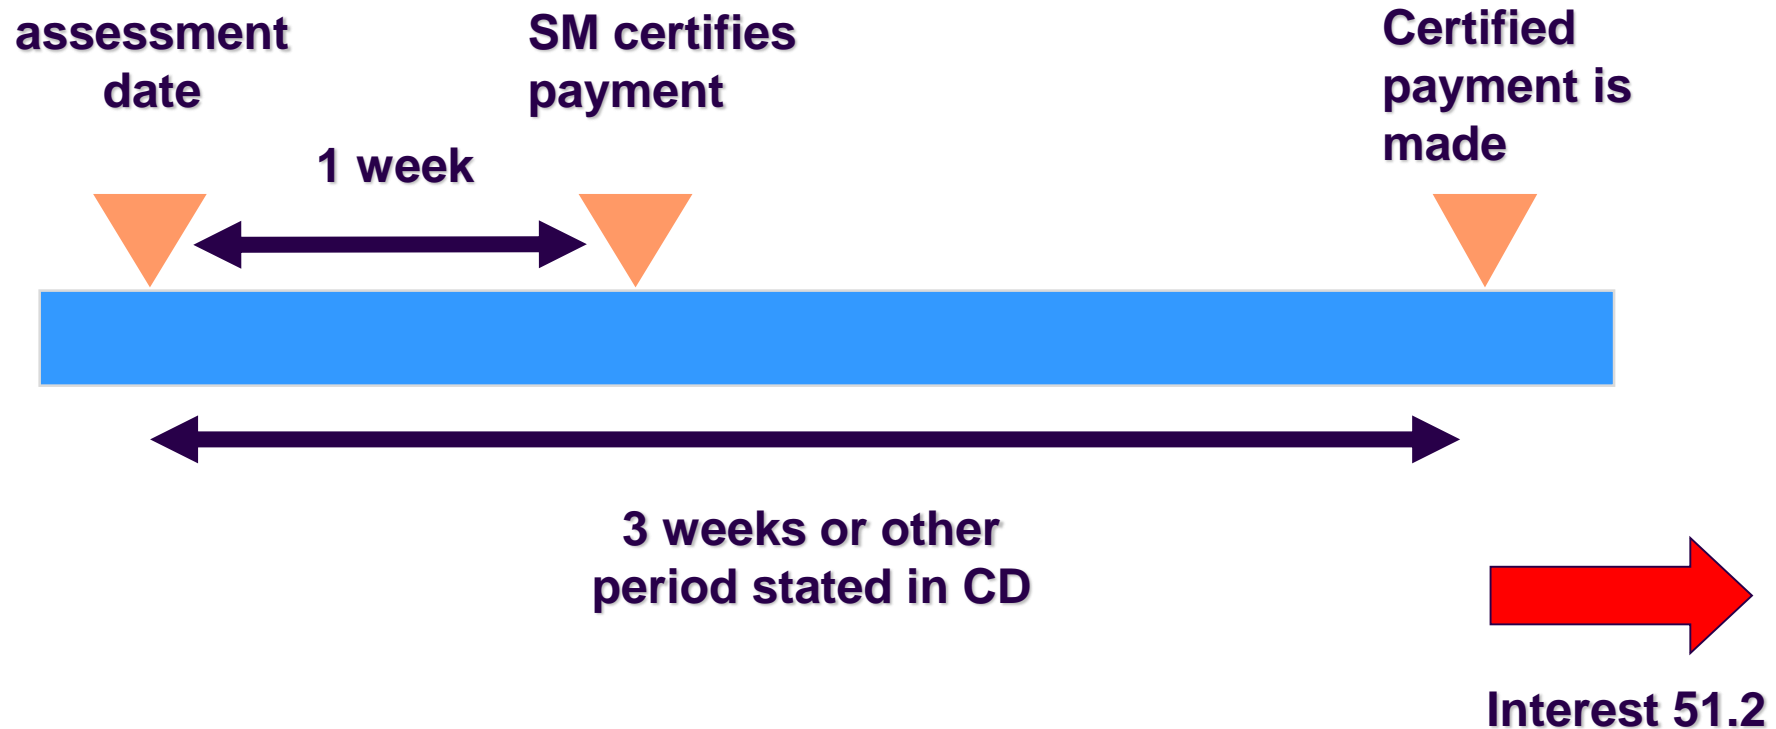 assessment
date
SM certifies
payment
Certified
payment is
made
1 week
3 weeks or other
period stated in CD
Interest 51.2